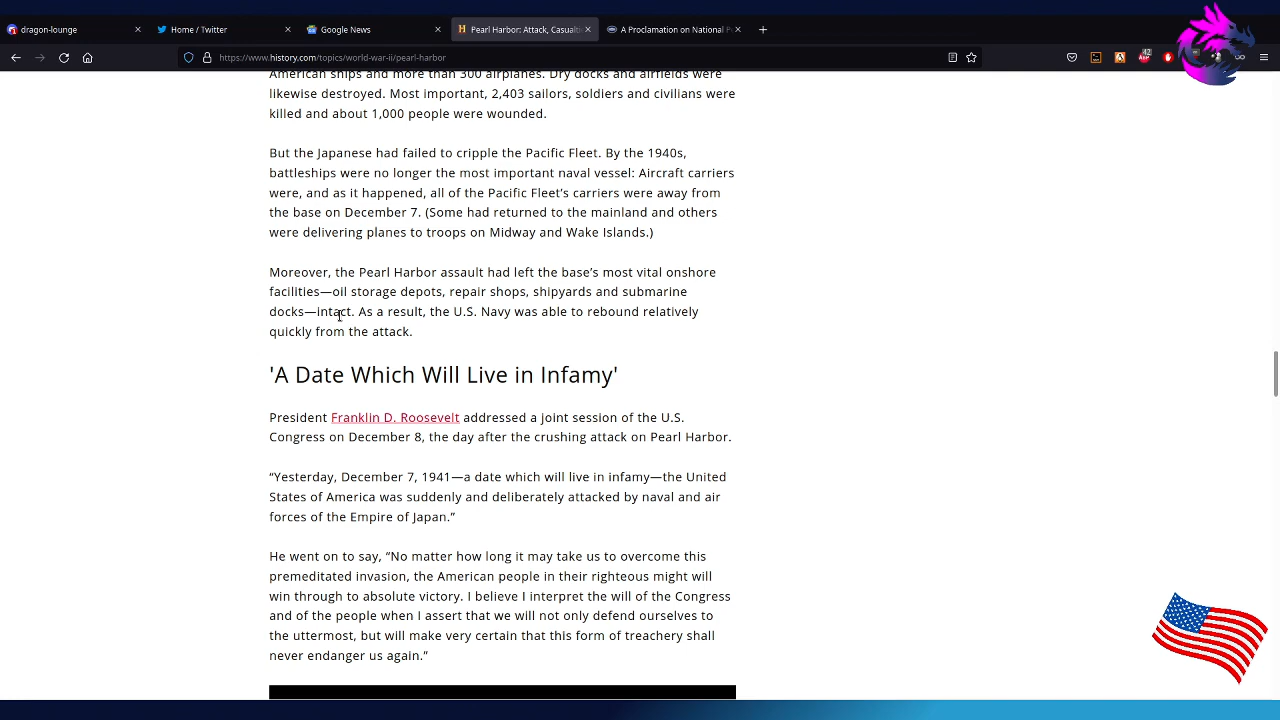 dragon-lounge
Home / Twitter
Google News
Pearl Harbor: Attack, Casualti
A Proclamation on National P
https://www.history.com/topics/world-war-ii/pearl-harbor
42
American ships and more than 300 airplanes. Dry docks and airfields were
likewise destroyed. Most important, 2,403 sailors, soldiers and civilians were
killed and about 1,000 people were wounded.
But the Japanese had failed to cripple the Pacific Fleet. By the 1940s,
battleships were no longer the most important naval vessel: Aircraft carriers
were, and as it happened, all of the Pacific Fleet’s carriers were away from
the base on December 7. (Some had returned to the mainland and others
were delivering planes to troops on Midway and Wake Islands.)
Moreover, the Pearl Harbor assault had left the base’s most vital onshore
facilities—oil storage depots, repair shops, shipyards and submarine
docks—intact. As a result, the U.S. Navy was able to rebound relatively
quickly from the attack.
'A Date Which Will Live in Infamy'
President Franklin D. Roosevelt addressed a joint session of the U.S.
Congress on December 8, the day after the crushing attack on Pearl Harbor.
“Yesterday, December 7, 1941—a date which will live in infamy—the United
States of America was suddenly and deliberately attacked by naval and air
forces of the Empire of Japan.”
He went on to say, “No matter how long it may take us to overcome this
premeditated invasion, the American people in their righteous might will
win through to absolute victory. I believe I interpret the will of the Congress
and of the people when I assert that we will not only defend ourselves to
the uttermost, but will make very certain that this form of treachery shall
never endanger us again.”